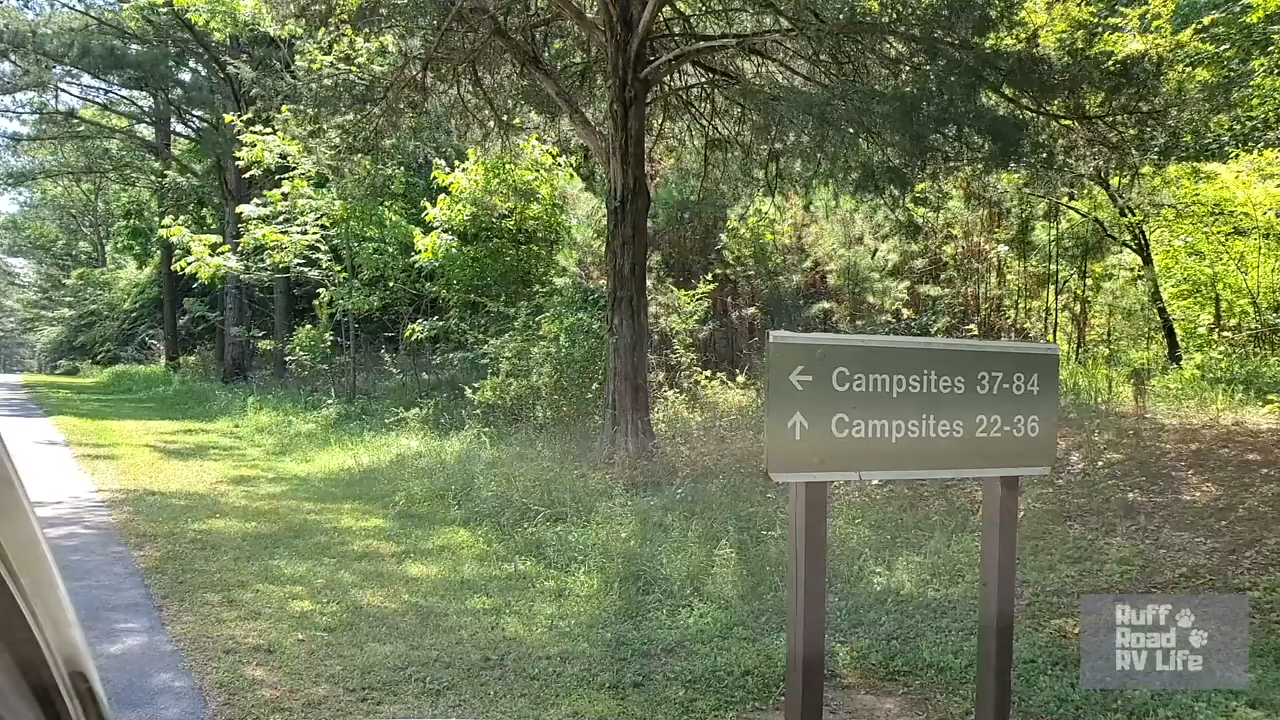 ← Campsites 37-84
↑ Campsites 22-36
Ruff
Road
RV Life